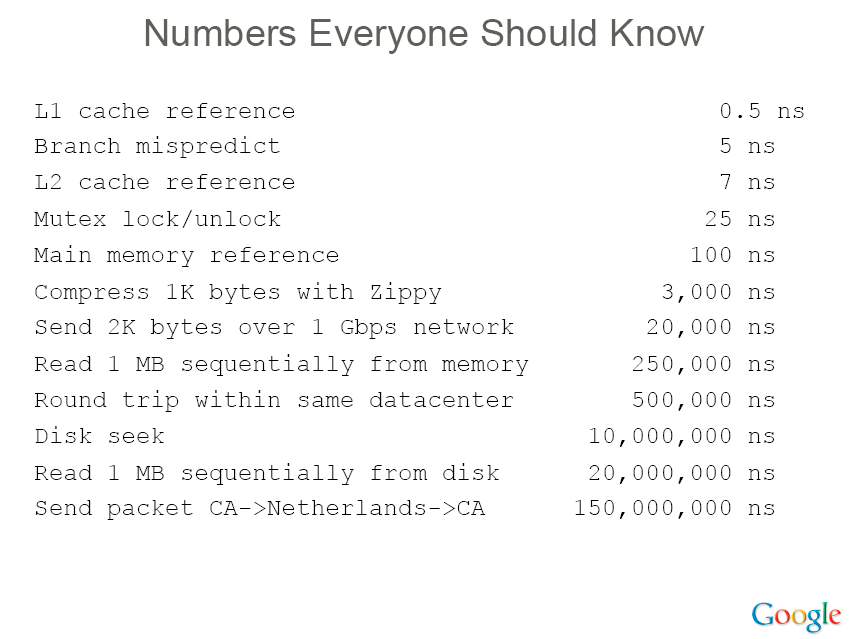 Numbers Everyone Should Know
L1 cache reference 0.5 ns
Branch mispredict 5 ns
L2 cache reference 7 ns
Mutex lock/unlock 25 ns
Main memory reference 100 ns
Compress 1K bytes with Zippy 3,000 ns
Send 2K bytes over 1 Gbps network 20,000 ns
Read 1 MB sequentially from memory 250,000 ns
Round trip within same datacenter 500,000 ns
Disk seek 10,000,000 ns
Read 1 MB sequentially from disk 20,000,000 ns
Send packet CA->Netherlands->CA 150,000,000 ns
Google